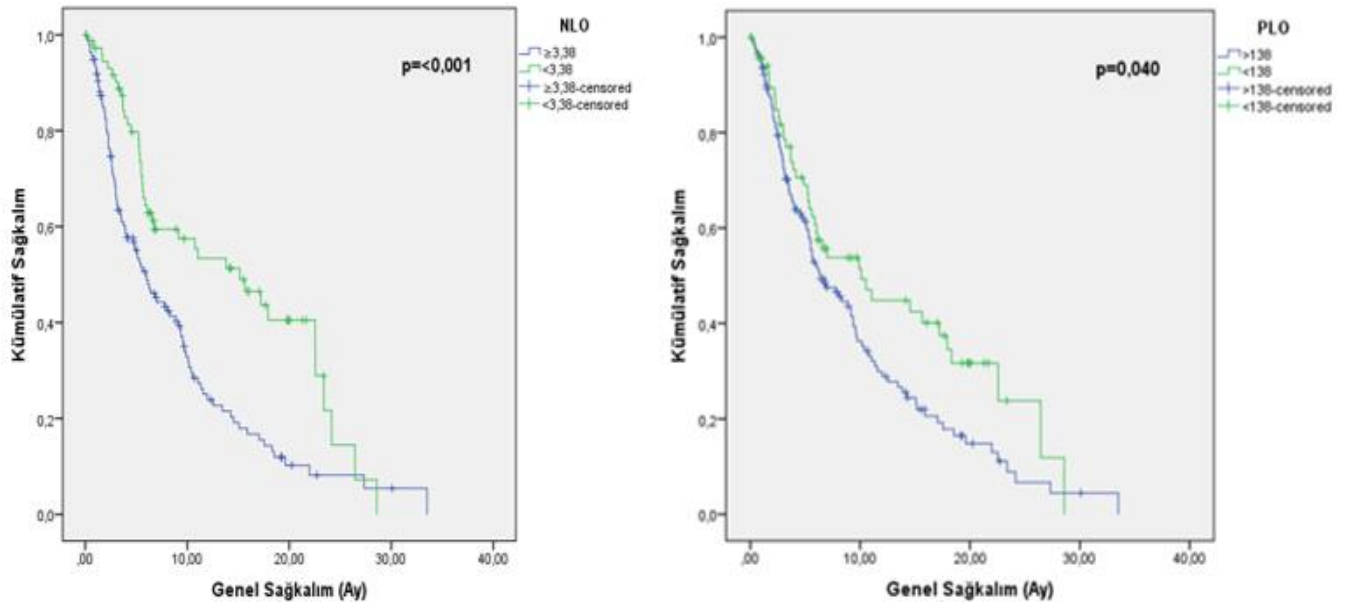 NLO
≥3,38
<3,38
≥3,38-censored
<3,38-censored
p=<0,001
1,0
0,8
0,6
0,4
0,2
0,0
Kümülatif Sağkalım
,00 10,00 20,00 30,00 40,00
Genel Sağkalım (Ay)
PLO
>138
<138
>138-censored
<138-censored
p=0,040
1,0
0,8
0,6
0,4
0,2
0,0
Kümülatif Sağkalım
,00 10,00 20,00 30,00 40,00
Genel Sağkalım (Ay)